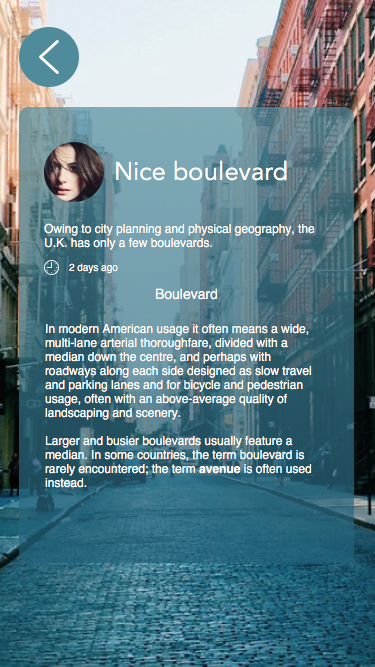 Nice boulevard
Owing to city planning and physical geography, the
U.K. has only a few boulevards.
2 days ago
Boulevard
In modern American usage it often means a wide,
multi-lane arterial thoroughfare, divided with a
median down the centre, and perhaps with
roadways along each side designed as slow travel
and parking lanes and for bicycle and pedestrian
usage, often with an above-average quality of
landscaping and scenery.
Larger and busier boulevards usually feature a
median. In some countries, the term boulevard is
rarely encountered; the term avenue is often used
instead.